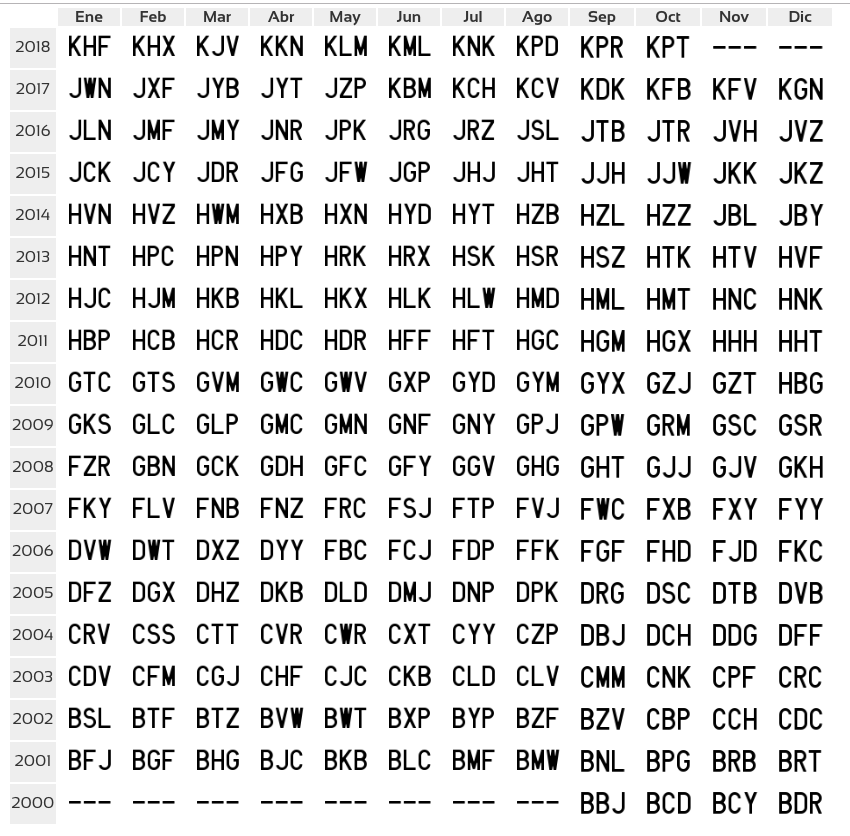 Ene Feb Mar Abr May Jun Jul Ago Sep Oct Nov Dic
2018 KHF KHX KJV KKN KLM KML KNK KPD KPR KPT --- ---
2017 JWN JXF JYB JYT JZP KBM KCH KCV KDK KFB KFV KGN
2016 JLN JMF JMY JNR JPK JRG JRZ JSL JTB JTR JVH JVZ
2015 JCK JCY JDR JFG JFW JGP JHJ JHT JJH JJW JKK JKZ
2014 HVN HVZ HWM HXB HXN HYD HYT HZB HZL HZZ JBL JBY
2013 HNT HPC HPN HPY HRK HRX HSK HSR HSZ HTK HTV HVF
2012 HJC HJM HKB HKL HKX HLK HLW HMD HML HMT HNC HNK
2011 HBP HCB HCR HDC HDR HFF HFT HGC HGM HGX HHH HHT
2010 GTC GTS GVM GWC GWV GXP GYD GYM GYX GZJ GZT HBG
2009 GKS GLC GLP GMC GMN GNF GNY GPJ GPW GRM GSC GSR
2008 FZR GBN GCK GDH GFC GFY GGV GHG GHT GJJ GJV GKH
2007 FKY FLV FNB FNZ FRC FSJ FTP FVJ FWC FXB FXY FYY
2006 DVW DWT DXZ DYY FBC FCJ FDP FFK FGF FHD FJD FKC
2005 DFZ DGX DHZ DKB DLD DMJ DNP DPK DRG DSC DTB DVB
2004 CRV CSS CTT CVR CWR CXT CYY CZP DBJ DCH DDG DFF
2003 CDV CFM CGJ CHF CJC CKB CLD CLV CMM CNK CPF CRC
2002 BSL BTF BTZ BVW BWT BXP BYP BZF BZV CBP CCH CDC
2001 BFJ BGF BHG BJC BKB BLC BMF BMW BNL BPG BRB BRT
2000 --- --- --- --- --- --- --- --- BBJ BCD BCY BDR